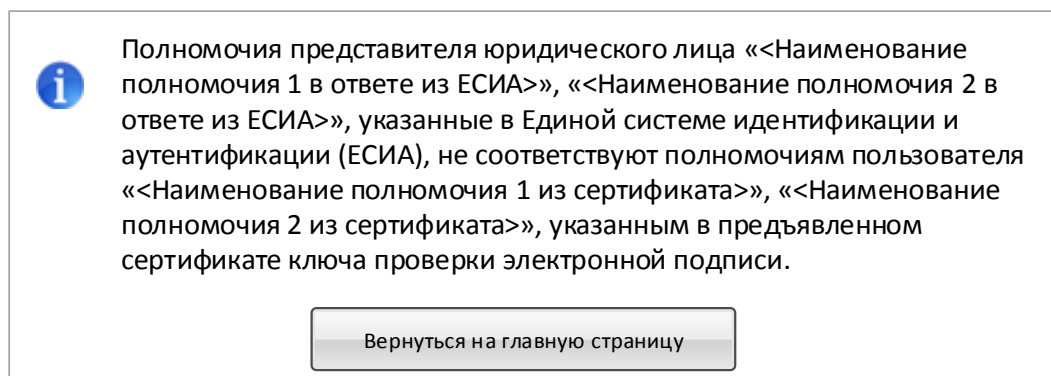 Полномочия представителя юридического лица «<Наименование
полномочия 1 в ответе из ЕСИА>», «<Наименование полномочия 2 в
ответе из ЕСИА>», указанные в Единой системе идентификации и
аутентификации (ЕСИА), не соответствуют полномочиям пользователя
«<Наименование полномочия 1 из сертификата>», «<Наименование
полномочия 2 из сертификата>», указанным в предъявленном
сертификате ключа проверки электронной подписи.
Вернуться на главную страницу